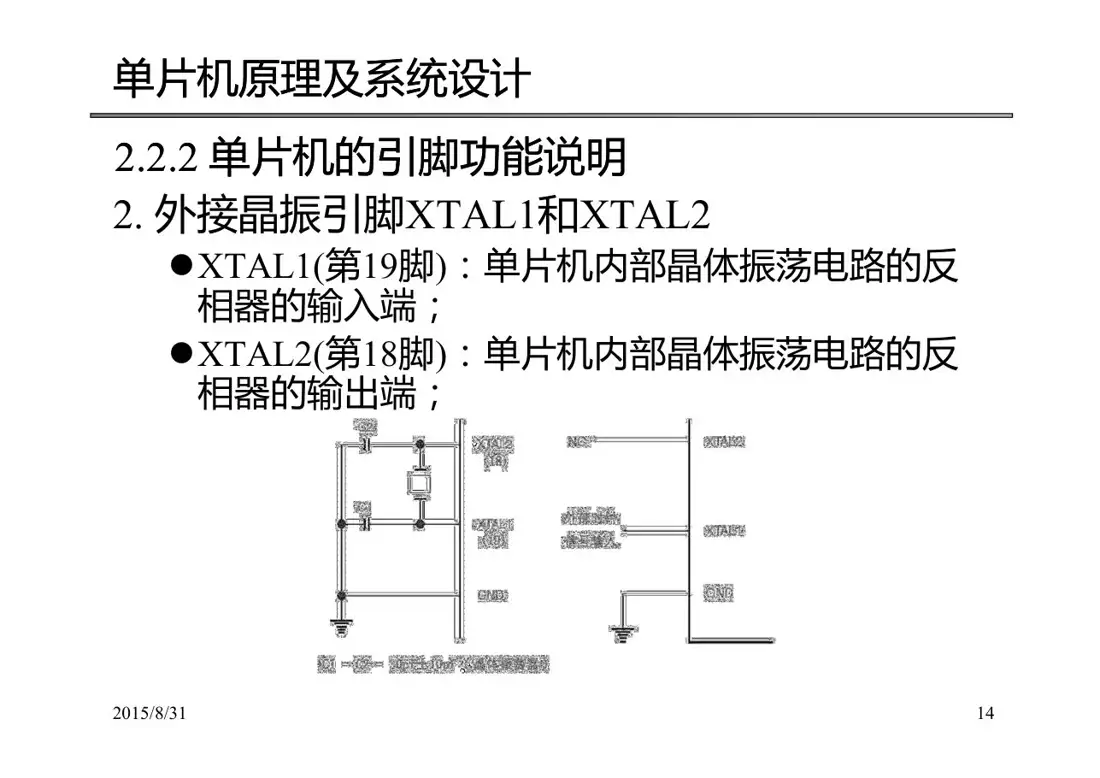 单片机原理及系统设计
2.2.2 单片机的引脚功能说明
2. 外接晶振引脚XTAL1和XTAL2
●XTAL1(第19脚)：单片机内部晶体振荡电路的反
相器的输入端；
●XTAL2(第18脚)：单片机内部晶体振荡电路的反
相器的输出端；
C2
XTAL2
(18)
C1
XTAL1
(19)
GND
NC
XTAL2
XTAL1
GND
2015/8/31
14